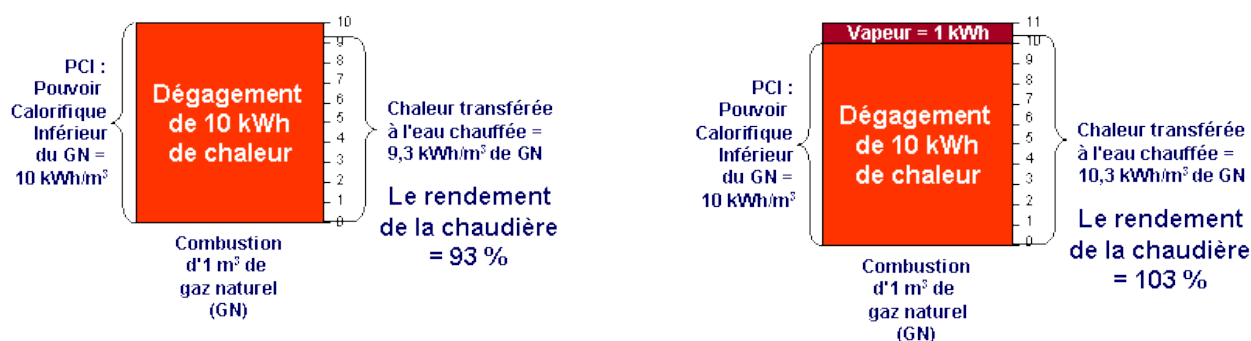 PCI :
Pouvoir
Calorifique
Inférieur
du GN =
10 kWh/m³
Dégagement
de 10 kWh
de chaleur
10
9
8
7
6
5
4
3
2
1
0
Chaleur transférée
à l'eau chauffée =
9,3 kWh/m³ de GN
Le rendement
de la chaudière
= 93 %
Combustion
d'1 m³ de
gaz naturel
(GN)
PCI :
Pouvoir
Calorifique
Inférieur
du GN =
10 kWh/m³
Vapeur = 1 kWh
Dégagement
de 10 kWh
de chaleur
11
10
9
8
7
6
5
4
3
2
1
0
Chaleur transférée
à l'eau chauffée =
10,3 kWh/m³ de GN
Le rendement
de la chaudière
= 103 %
Combustion
d'1 m³ de
gaz naturel
(GN)